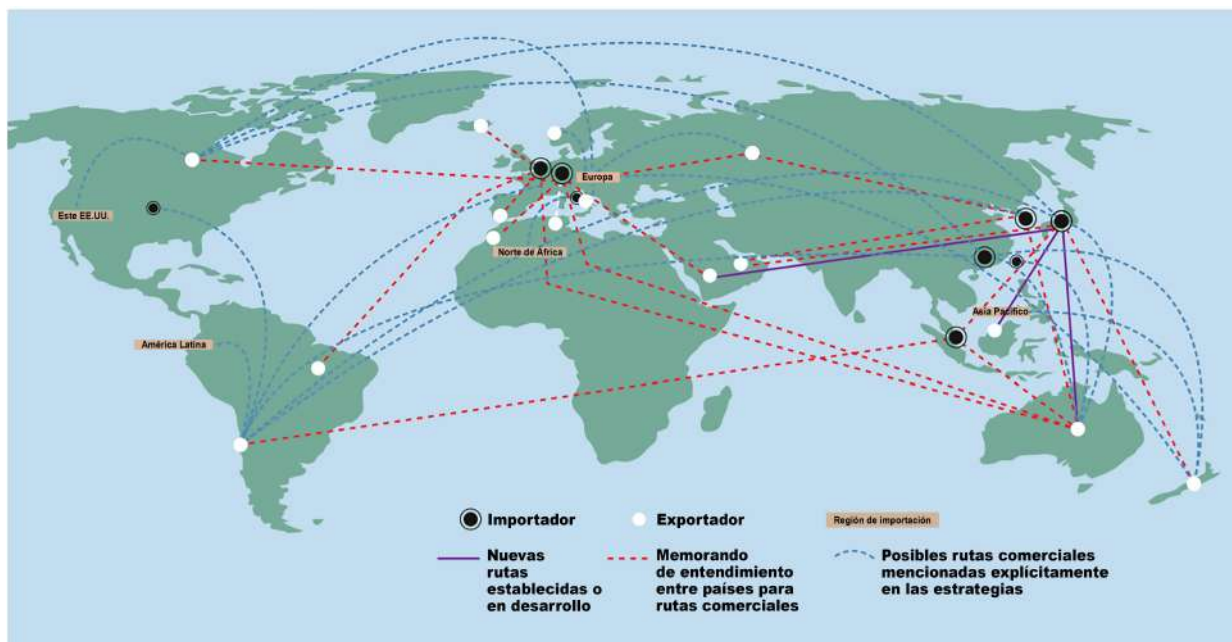 Europa
Este EE.UU.
Norte de África
Asia Pacífico
América Latina
Importador
Exportador
Región de importación
Nuevas
rutas
establecidas o
en desarrollo
Memorando
de entendimiento
entre países para
rutas comerciales
Posibles rutas comerciales
mencionadas explícitamente
en las estrategias